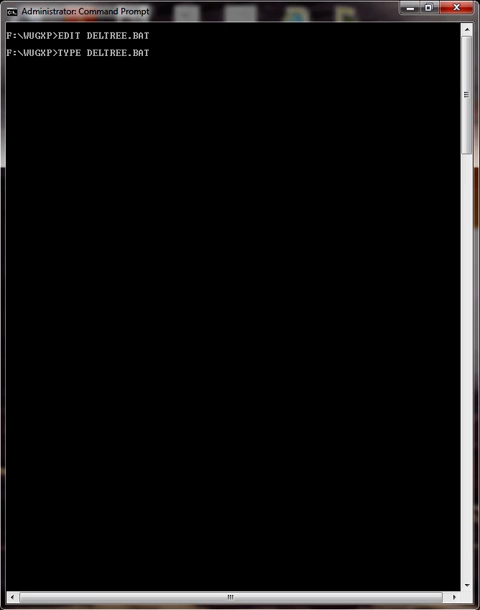 Administrator: Command Prompt
F:\WUGXP>EDIT DELTREE.BAT
F:\WUGXP>TYPE DELTREE.BAT